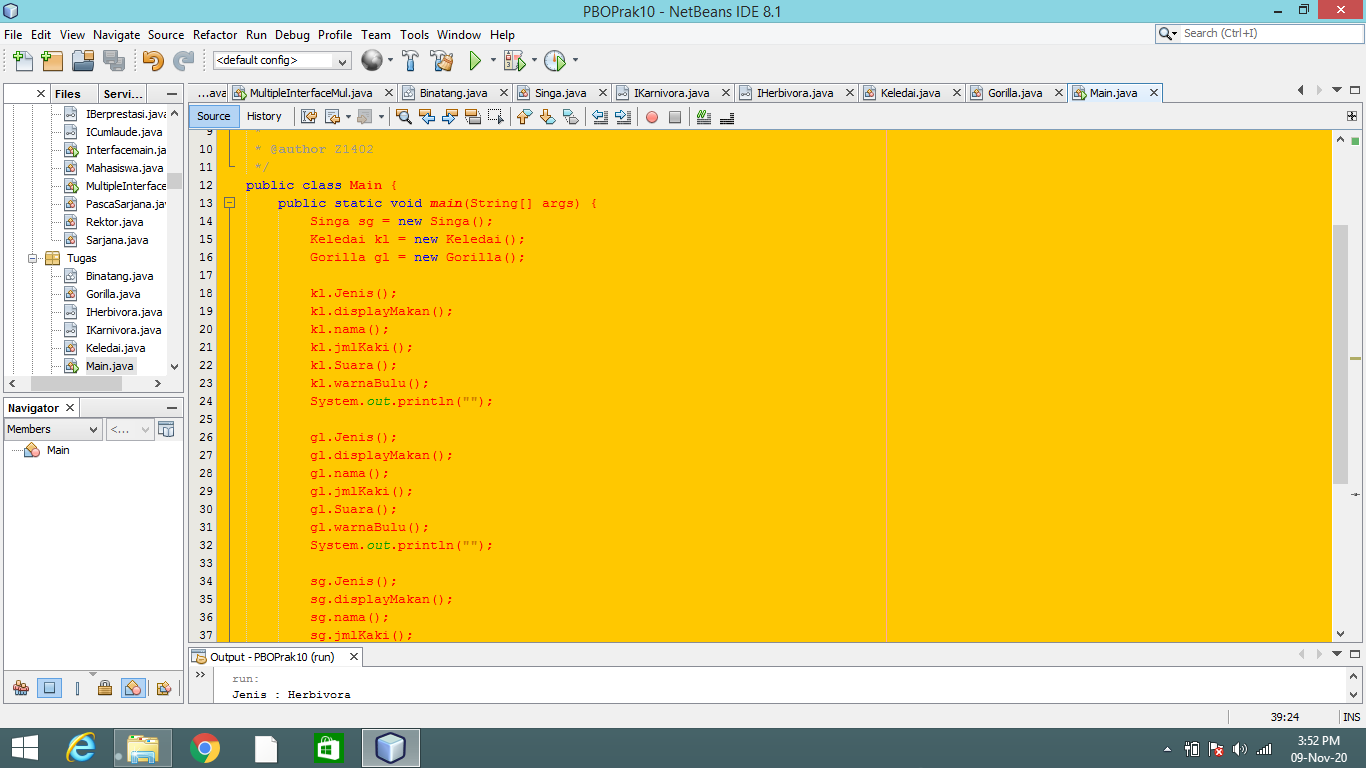 PBOPrak10 - NetBeans IDE 8.1
File Edit View Navigate Source Refactor Run Debug Profile Team Tools Window Help
Search (Ctrl+I)
<default config>
Files Servi...
...ava MultipleInterfaceMul.java Binatang.java Singa.java IKarnivora.java IHerbivora.java Keledai.java Gorilla.java Main.java
Source History
IBerprestasi.java
ICumlaude.java
Interfacemain.ja
Mahasiswa.java
MultipleInterface
PascaSarjana.jav
Rektor.java
Sarjana.java
Tugas
Binatang.java
Gorilla.java
IHerbivora.java
IKarnivora.java
Keledai.java
Main.java
Navigator
Members <...
Main
9 *
10 * @author Z1402
11 */
12 public class Main {
13 public static void main(String[] args) {
14 Singa sg = new Singa();
15 Keledai kl = new Keledai();
16 Gorilla gl = new Gorilla();
17
18 kl.Jenis();
19 kl.displayMakan();
20 kl.nama();
21 kl.jmlKaki();
22 kl.Suara();
23 kl.warnaBulu();
24 System.out.println("");
25
26 gl.Jenis();
27 gl.displayMakan();
28 gl.nama();
29 gl.jmlKaki();
30 gl.Suara();
31 gl.warnaBulu();
32 System.out.println("");
33
34 sg.Jenis();
35 sg.displayMakan();
36 sg.nama();
37 sg.jmlKaki();
Output - PBOPrak10 (run)
run:
Jenis : Herbivora
39:24 INS
3:52 PM
09-Nov-20